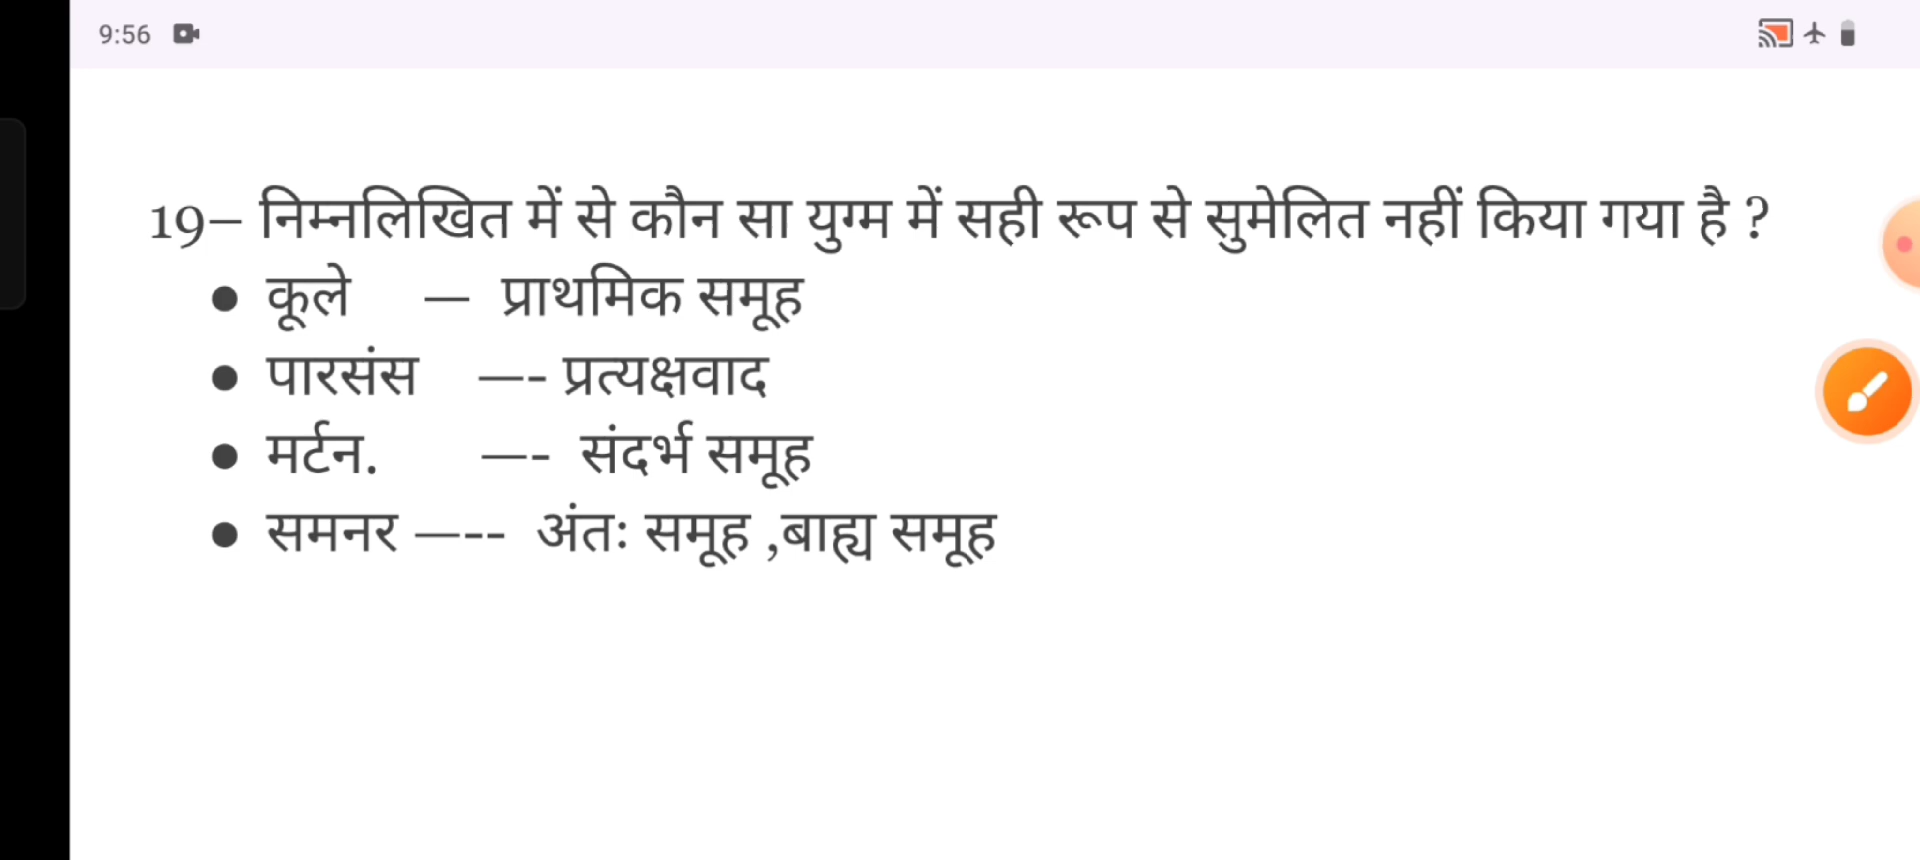 9:56
19– निम्नलिखित में से कौन सा युग्म में सही रूप से सुमेलित नहीं किया गया है ?
● कूले — प्राथमिक समूह
● पारसंस —-- प्रत्यक्षवाद
● मर्टन. —-- संदर्भ समूह
● समनर —--- अंतः समूह ,बाह्य समूह